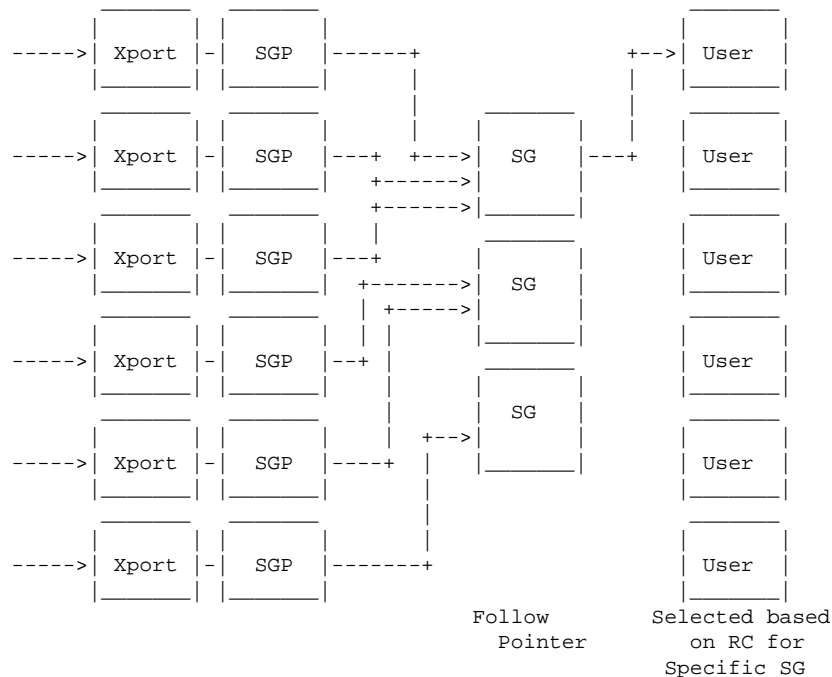 Xport SGP User
Xport SGP SG User
Xport SGP SG User
Xport SGP SG User
Xport SGP User
Xport SGP User
Follow Selected based
Pointer on RC for
Specific SG